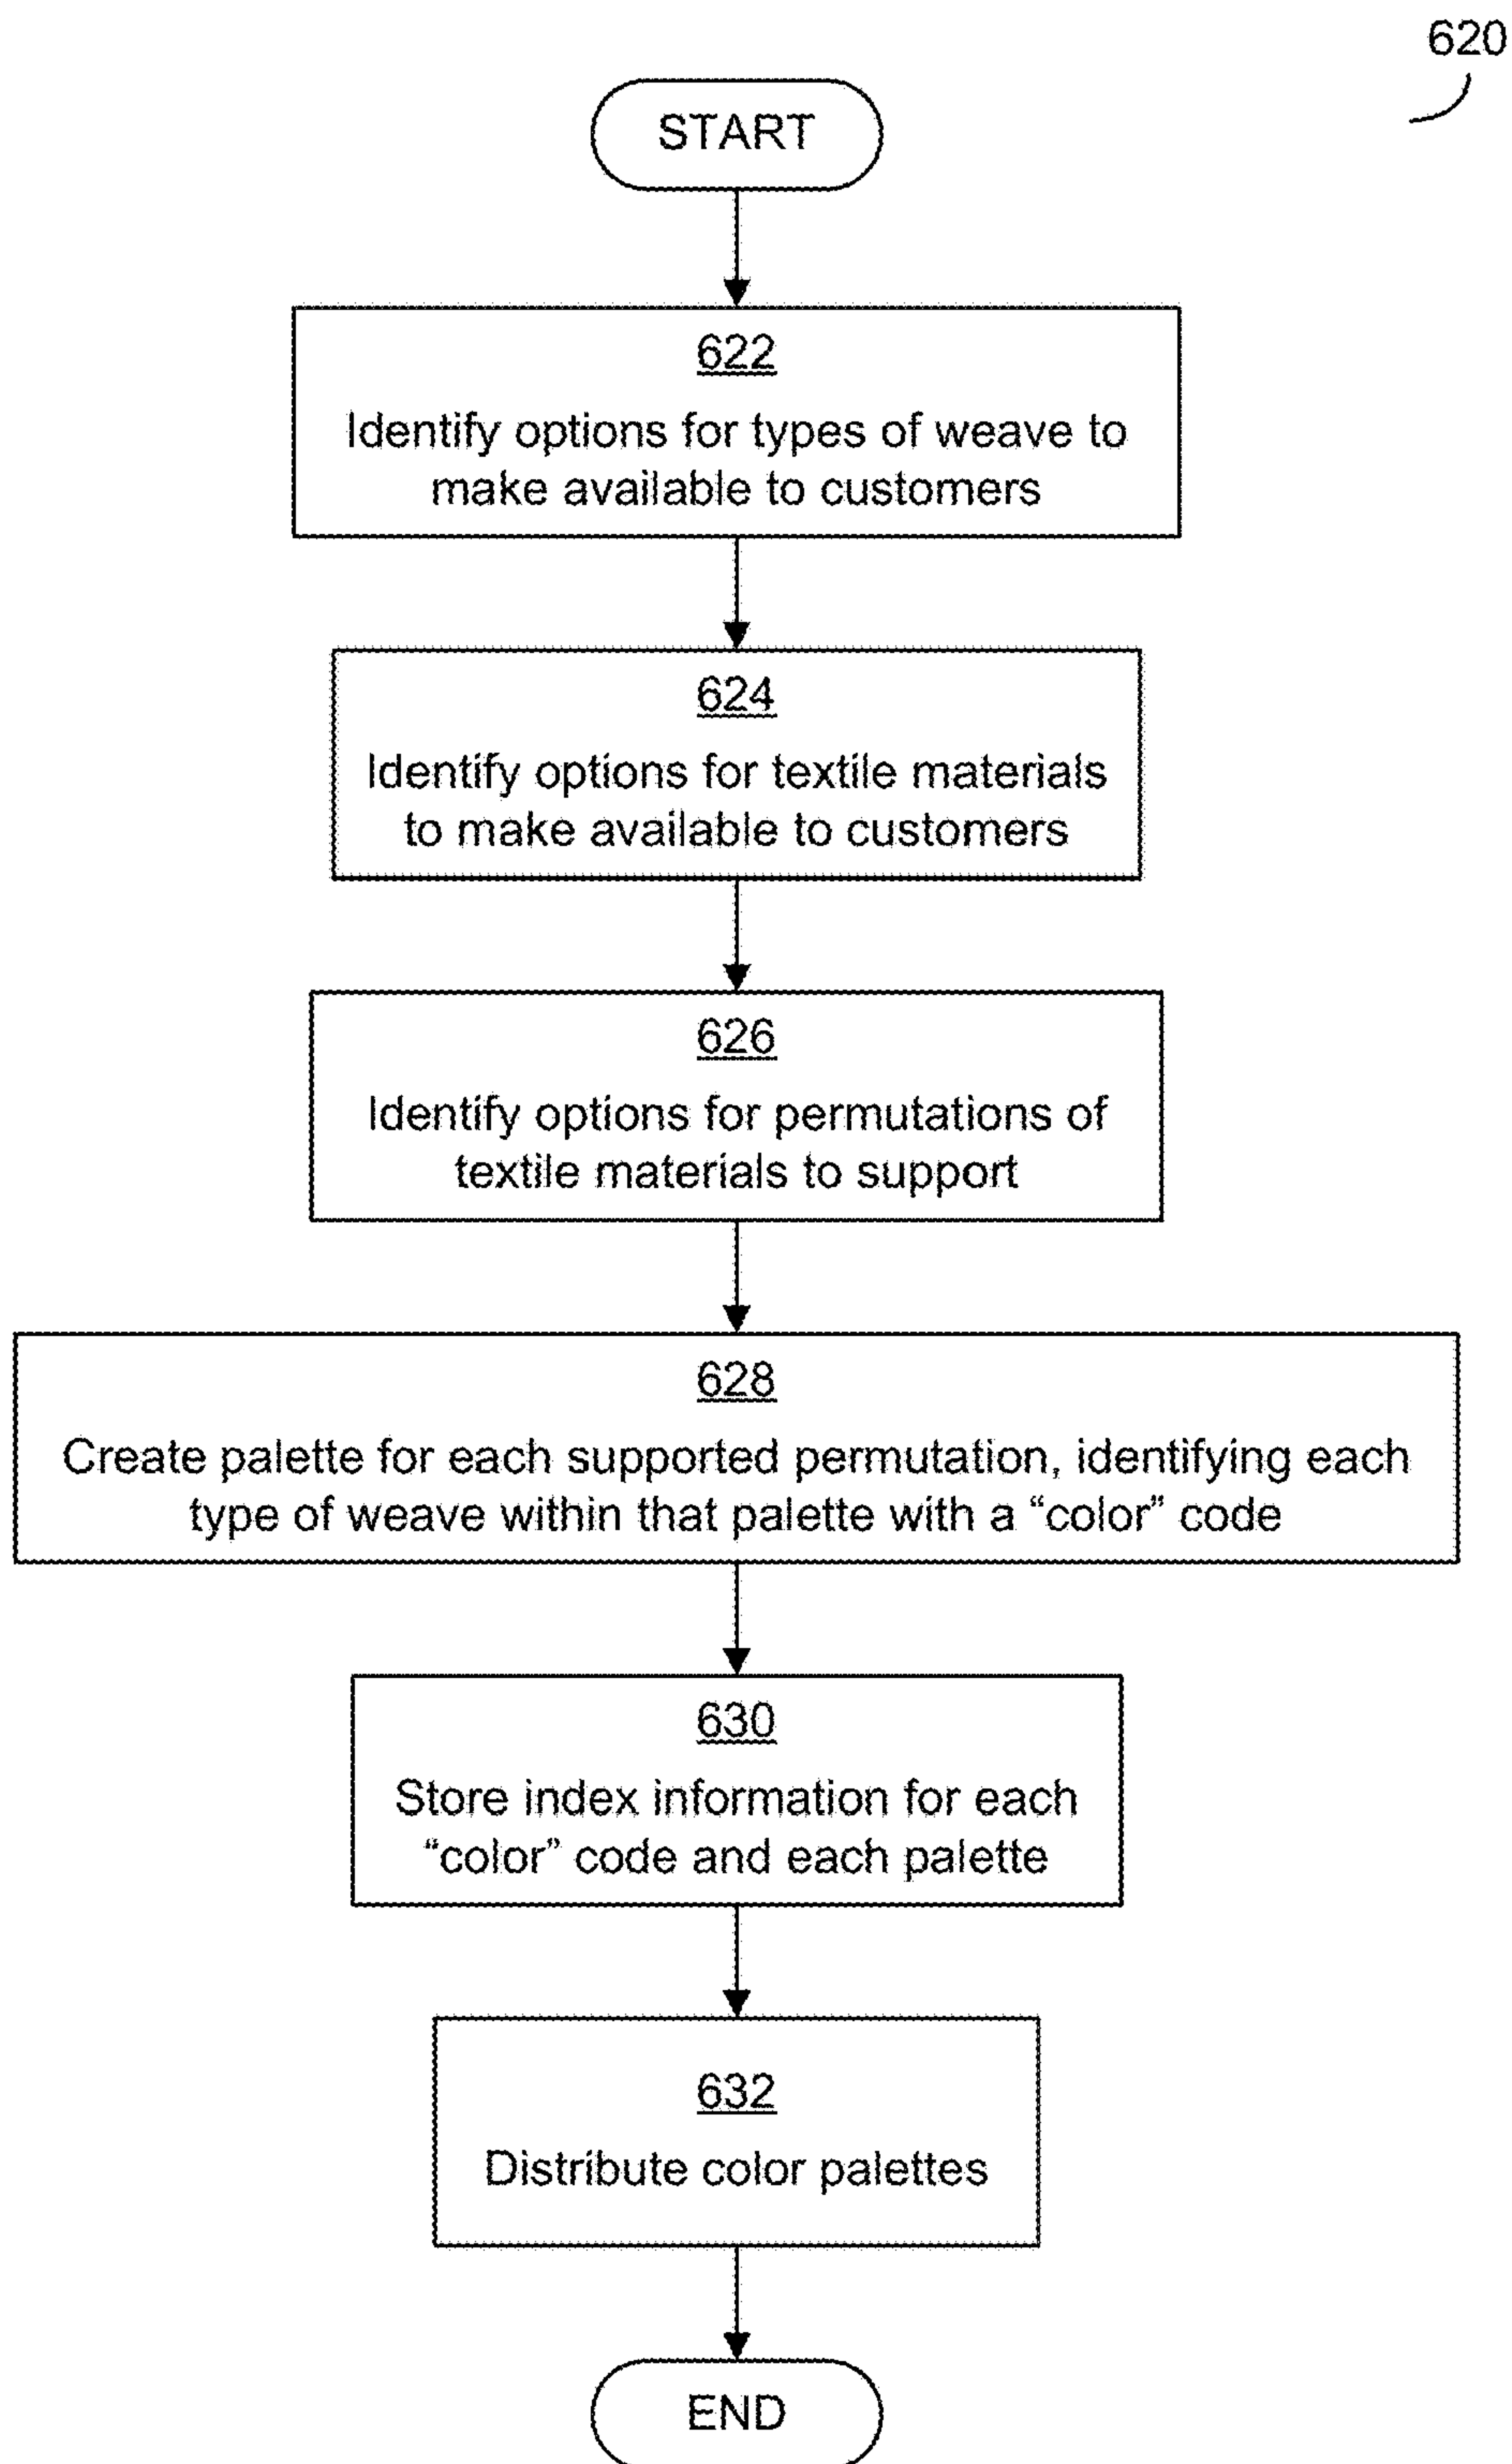 620
START
622
Identify options for types of weave to
make available to customers
624
Identify options for textile materials
to make available to customers
626
Identify options for permutations of
textile materials to support
628
Create palette for each supported permutation, identifying each
type of weave within that palette with a “color” code
630
Store index information for each
“color” code and each palette
632
Distribute color palettes
END